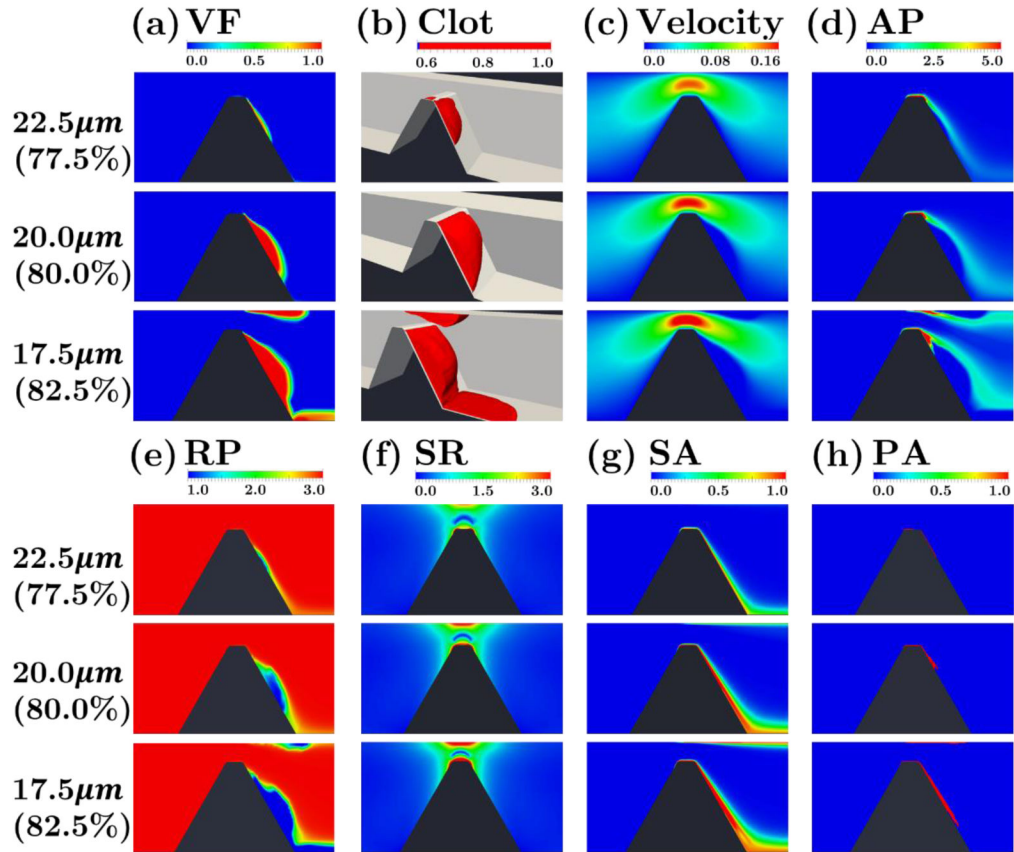 (a) VF (b) Clot (c) Velocity (d) AP
0.0 0.5 1.0 0.6 0.8 1.0 0.0 0.08 0.16 0.0 2.5 5.0
22.5μm
(77.5%)
20.0μm
(80.0%)
17.5μm
(82.5%)
(e) RP (f) SR (g) SA (h) PA
1.0 2.0 3.0 0.0 1.5 3.0 0.0 0.5 1.0 0.0 0.5 1.0
22.5μm
(77.5%)
20.0μm
(80.0%)
17.5μm
(82.5%)